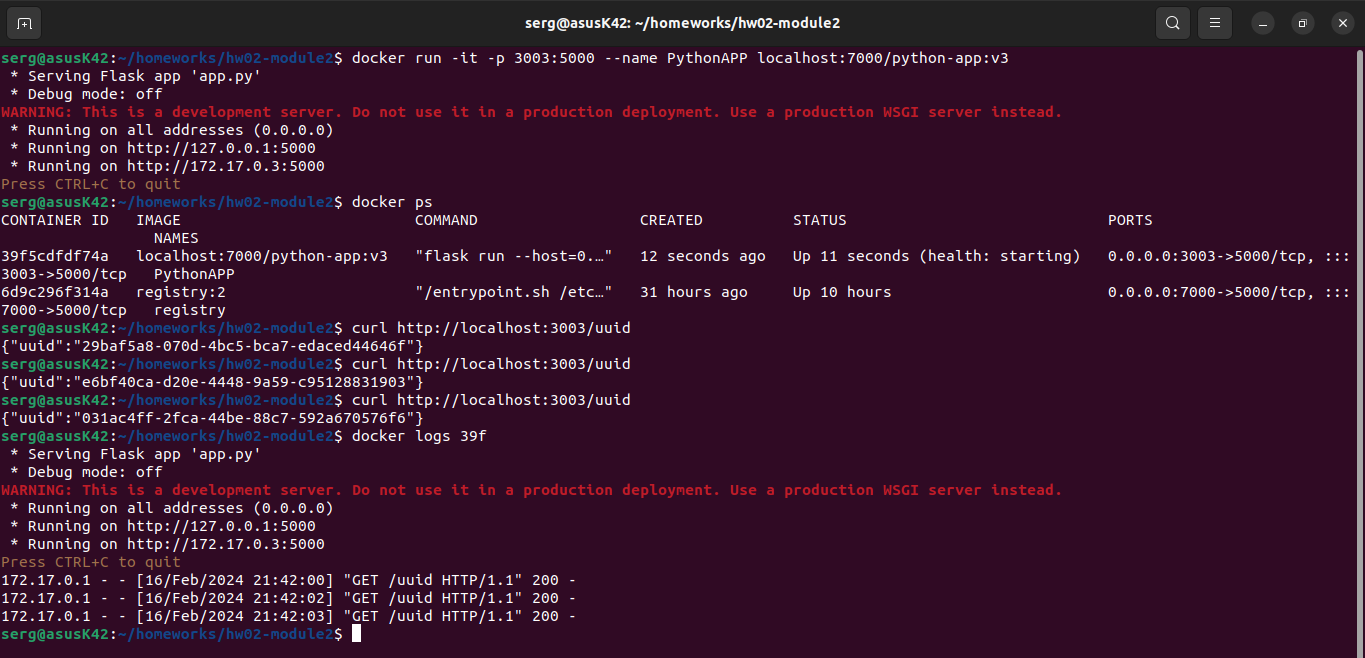 serg@asusK42: ~/homeworks/hw02-module2
serg@asusK42:~/homeworks/hw02-module2$ docker run -it -p 3003:5000 --name PythonAPP localhost:7000/python-app:v3
 * Serving Flask app 'app.py'
 * Debug mode: off
WARNING: This is a development server. Do not use it in a production deployment. Use a production WSGI server instead.
 * Running on all addresses (0.0.0.0)
 * Running on http://127.0.0.1:5000
 * Running on http://172.17.0.3:5000
Press CTRL+C to quit
serg@asusK42:~/homeworks/hw02-module2$ docker ps
CONTAINER ID   IMAGE                          COMMAND                  CREATED          STATUS                             PORTS
                 NAMES
39f5cdfdf74a   localhost:7000/python-app:v3   "flask run --host=0.…"   12 seconds ago   Up 11 seconds (health: starting)   0.0.0.0:3003->5000/tcp, :::
3003->5000/tcp   PythonAPP
6d9c296f314a   registry:2                     "/entrypoint.sh /etc…"   31 hours ago     Up 10 hours                        0.0.0.0:7000->5000/tcp, :::
7000->5000/tcp   registry
serg@asusK42:~/homeworks/hw02-module2$ curl http://localhost:3003/uuid
{"uuid":"29baf5a8-070d-4bc5-bca7-edaced44646f"}
serg@asusK42:~/homeworks/hw02-module2$ curl http://localhost:3003/uuid
{"uuid":"e6bf40ca-d20e-4448-9a59-c95128831903"}
serg@asusK42:~/homeworks/hw02-module2$ curl http://localhost:3003/uuid
{"uuid":"031ac4ff-2fca-44be-88c7-592a670576f6"}
serg@asusK42:~/homeworks/hw02-module2$ docker logs 39f
 * Serving Flask app 'app.py'
 * Debug mode: off
WARNING: This is a development server. Do not use it in a production deployment. Use a production WSGI server instead.
 * Running on all addresses (0.0.0.0)
 * Running on http://127.0.0.1:5000
 * Running on http://172.17.0.3:5000
Press CTRL+C to quit
172.17.0.1 - - [16/Feb/2024 21:42:00] "GET /uuid HTTP/1.1" 200 -
172.17.0.1 - - [16/Feb/2024 21:42:02] "GET /uuid HTTP/1.1" 200 -
172.17.0.1 - - [16/Feb/2024 21:42:03] "GET /uuid HTTP/1.1" 200 -
serg@asusK42:~/homeworks/hw02-module2$